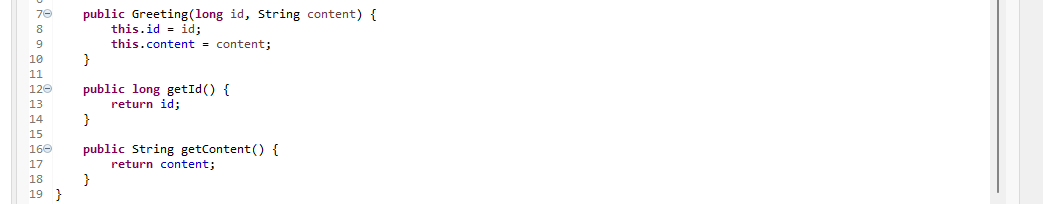 7 public Greeting(long id, String content) {
8 this.id = id;
9 this.content = content;
10 }
11
12 public long getId() {
13 return id;
14 }
15
16 public String getContent() {
17 return content;
18 }
19 }